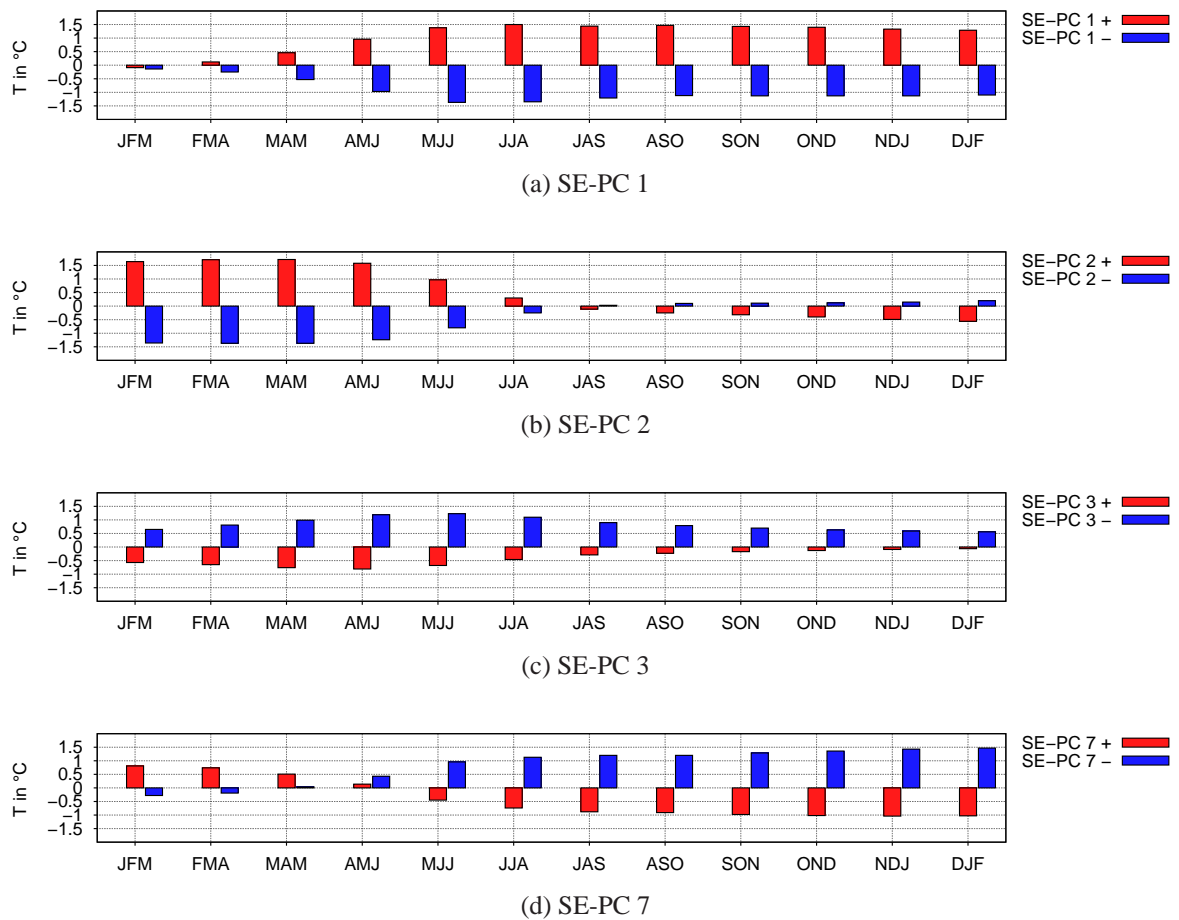 1.5
1
0.5
0
−0.5
−1
−1.5
T in °C
JFM FMA MAM AMJ MJJ JJA JAS ASO SON OND NDJ DJF
SE−PC 1 +
SE−PC 1 −
(a) SE-PC 1
1.5
1
0.5
0
−0.5
−1
−1.5
T in °C
JFM FMA MAM AMJ MJJ JJA JAS ASO SON OND NDJ DJF
SE−PC 2 +
SE−PC 2 −
(b) SE-PC 2
1.5
1
0.5
0
−0.5
−1
−1.5
T in °C
JFM FMA MAM AMJ MJJ JJA JAS ASO SON OND NDJ DJF
SE−PC 3 +
SE−PC 3 −
(c) SE-PC 3
1.5
1
0.5
0
−0.5
−1
−1.5
T in °C
JFM FMA MAM AMJ MJJ JJA JAS ASO SON OND NDJ DJF
SE−PC 7 +
SE−PC 7 −
(d) SE-PC 7